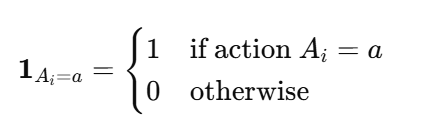 𝟏_{A_i=a} = { 1 if action A_i = a
0 otherwise